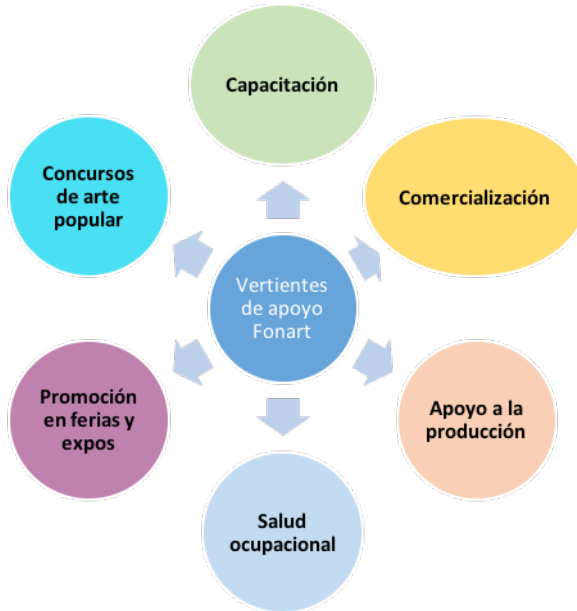 Capacitación
Concursos
de arte
popular
Comercialización
Vertientes
de apoyo
Fonart
Promoción
en ferias y
expos
Apoyo a la
producción
Salud
ocupacional